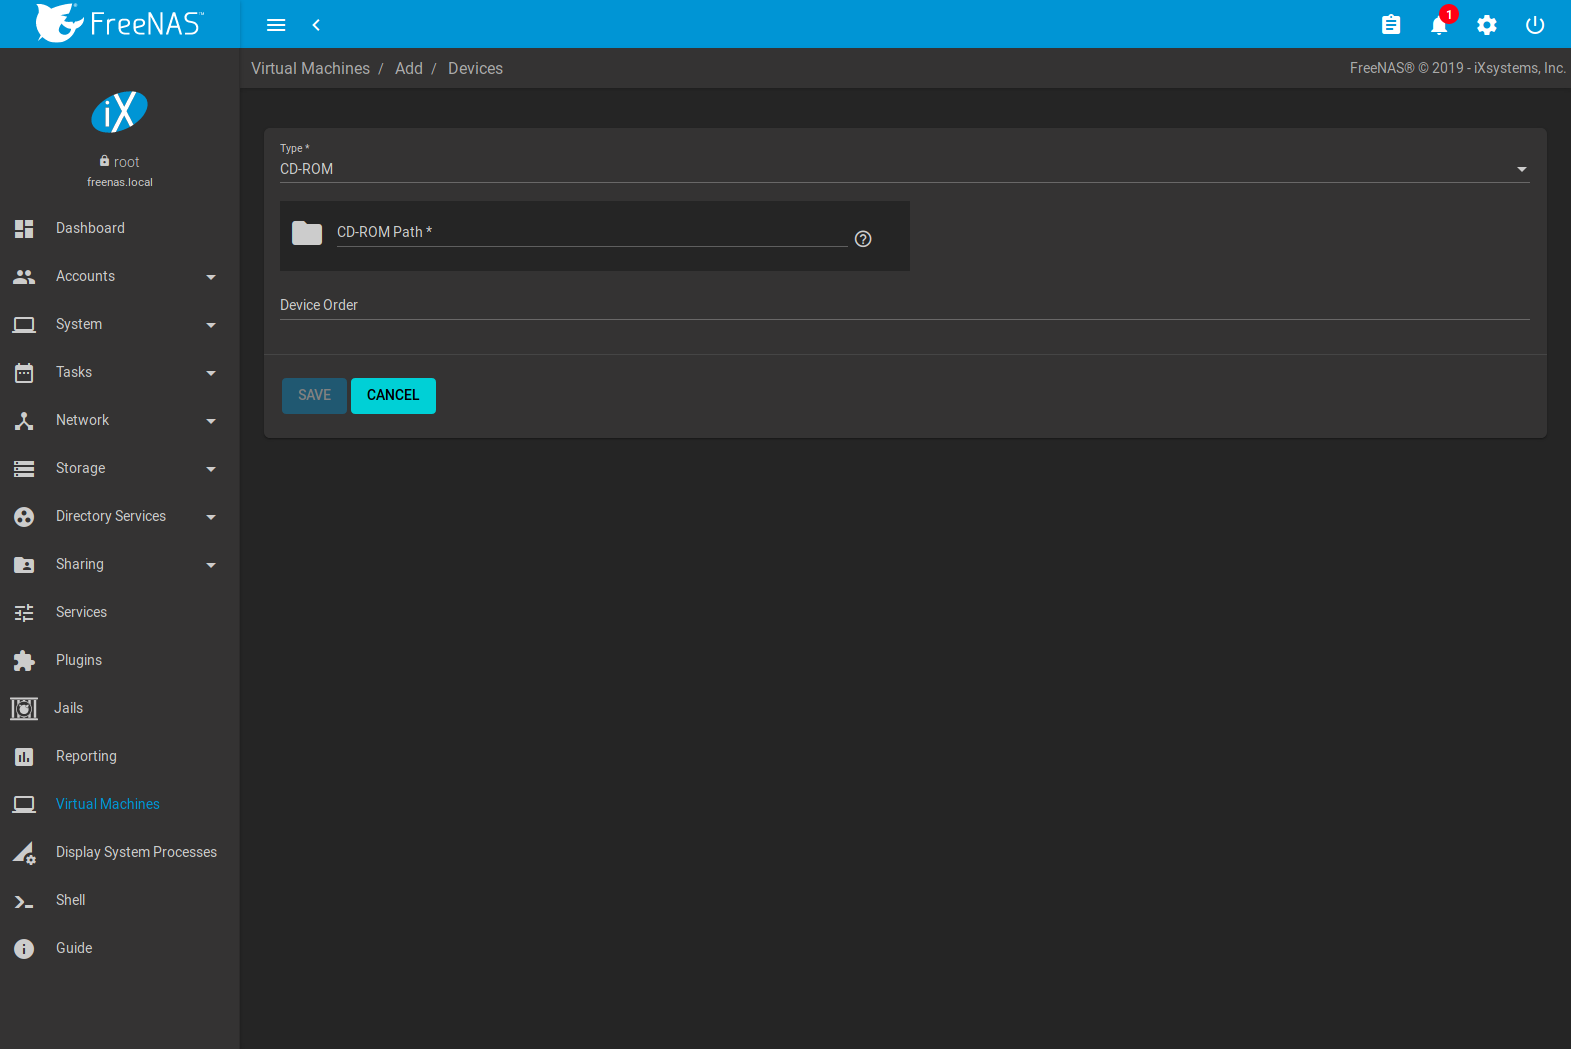 FreeNAS™
1
Virtual Machines / Add / Devices
FreeNAS® © 2019 - iXsystems, Inc.
iX
root
freenas.local
Dashboard
Accounts
System
Tasks
Network
Storage
Directory Services
Sharing
Services
Plugins
Jails
Reporting
Virtual Machines
Display System Processes
Shell
Guide
Type *
CD-ROM
CD-ROM Path *
Device Order
SAVE CANCEL